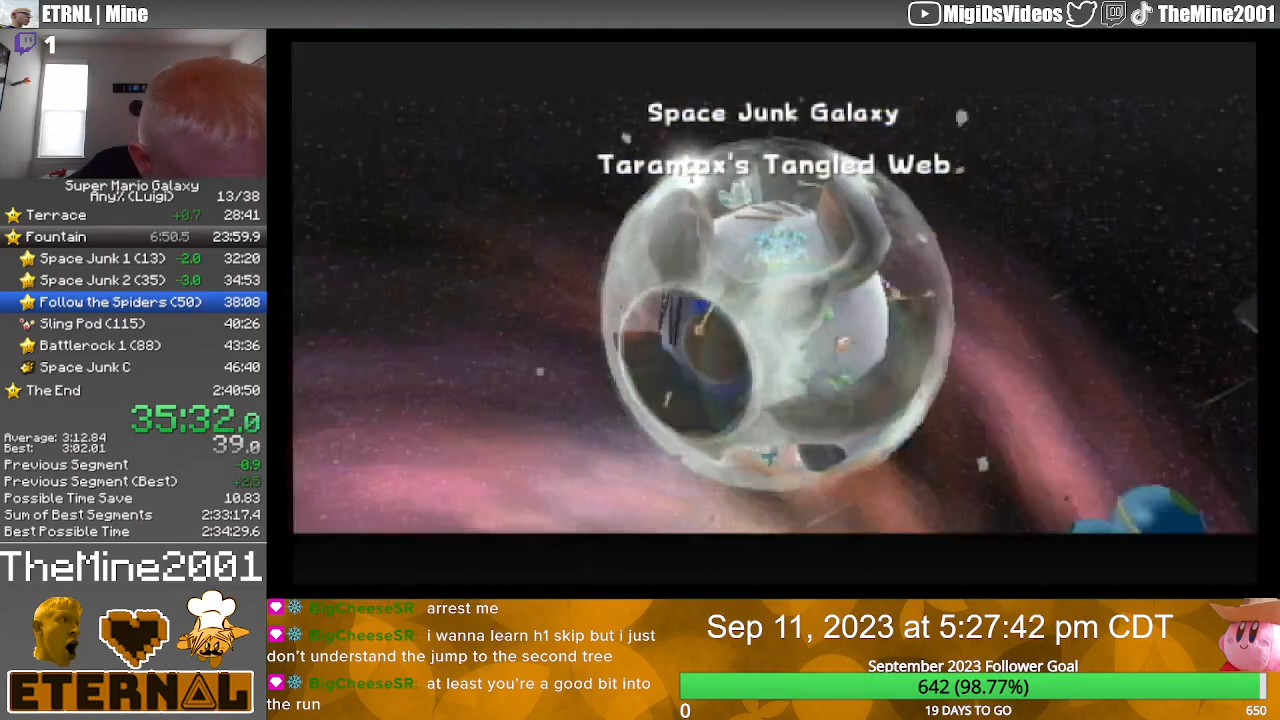 ETRNL | Mine
MigiDsVideos TheMine2001
1
Space Junk Galaxy
Tarantox's Tangled Web
Super Mario Galaxy
Any% (Luigi) 13/38
Terrace +0.7 28:41
Fountain 6:50.5 23:59.9
Space Junk 1 (13) -2.0 32:20
Space Junk 2 (35) -3.0 34:53
Follow the Spiders (50) 38:08
Sling Pod (115) 40:26
Battlerock 1 (88) 43:36
Space Junk C 46:40
The End 2:40:50
35:32.0
Average: 3:12.84
Best: 3:02.01 39.0
Previous Segment -0.9
Previous Segment (Best) +2.5
Possible Time Save 10.83
Sum of Best Segments 2:33:17.4
Best Possible Time 2:34:29.6
TheMine2001
ETERNAL
BigCheeseSR: arrest me
BigCheeseSR: i wanna learn h1 skip but i just
don't understand the jump to the second tree
BigCheeseSR: at least you're a good bit into
the run
Sep 11, 2023 at 5:27:42 pm CDT
September 2023 Follower Goal
642 (98.77%)
0 19 DAYS TO GO 650